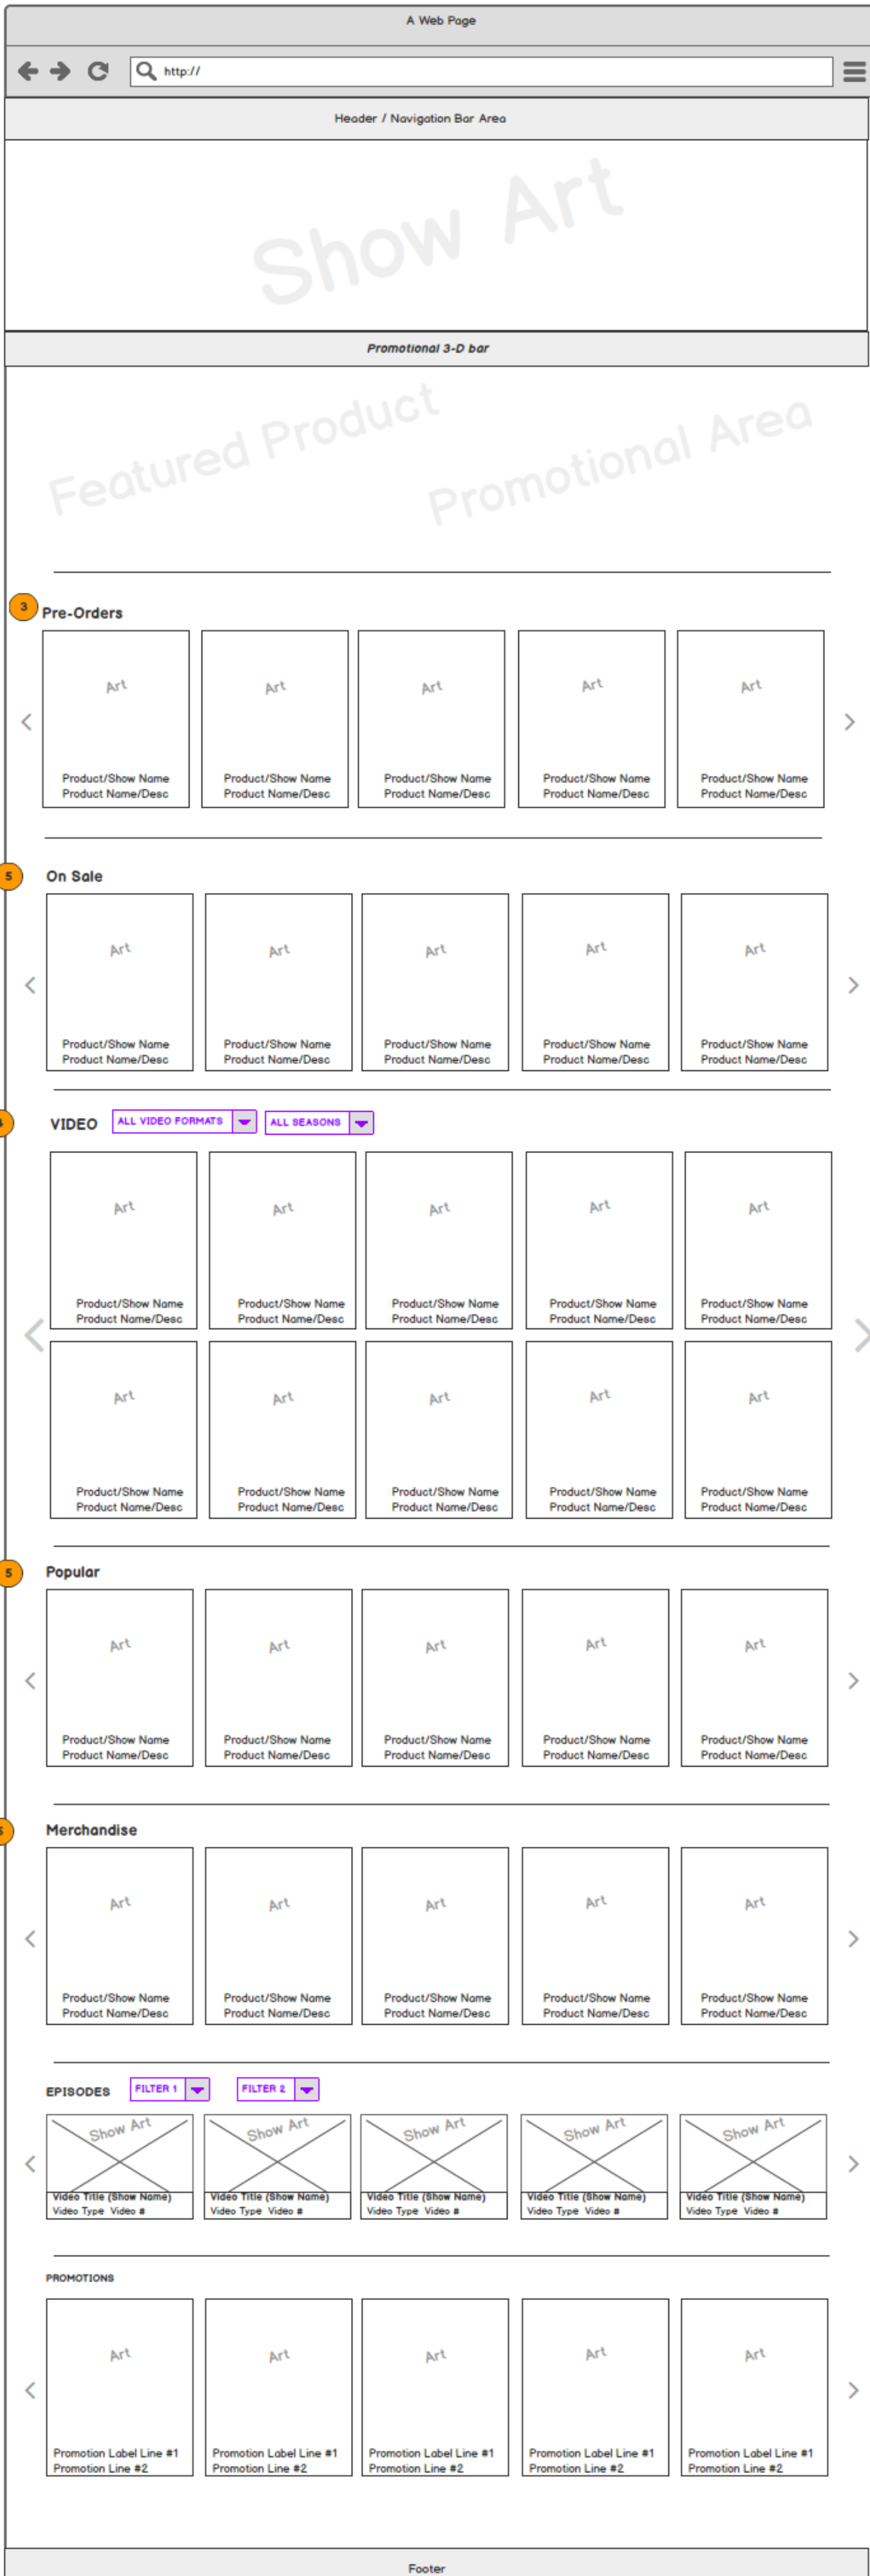 A Web Page
http://
Header / Navigation Bar Area
Show Art
Promotional 3-D bar
Featured Product
Promotional Area
3
Pre-Orders
Art Art Art Art Art
Product/Show Name Product/Show Name Product/Show Name Product/Show Name Product/Show Name
Product Name/Desc Product Name/Desc Product Name/Desc Product Name/Desc Product Name/Desc
5
On Sale
Art Art Art Art Art
Product/Show Name Product/Show Name Product/Show Name Product/Show Name Product/Show Name
Product Name/Desc Product Name/Desc Product Name/Desc Product Name/Desc Product Name/Desc
VIDEO ALL VIDEO FORMATS ALL SEASONS
Art Art Art Art Art
Product/Show Name Product/Show Name Product/Show Name Product/Show Name Product/Show Name
Product Name/Desc Product Name/Desc Product Name/Desc Product Name/Desc Product Name/Desc
Art Art Art Art Art
Product/Show Name Product/Show Name Product/Show Name Product/Show Name Product/Show Name
Product Name/Desc Product Name/Desc Product Name/Desc Product Name/Desc Product Name/Desc
5
Popular
Art Art Art Art Art
Product/Show Name Product/Show Name Product/Show Name Product/Show Name Product/Show Name
Product Name/Desc Product Name/Desc Product Name/Desc Product Name/Desc Product Name/Desc
Merchandise
Art Art Art Art Art
Product/Show Name Product/Show Name Product/Show Name Product/Show Name Product/Show Name
Product Name/Desc Product Name/Desc Product Name/Desc Product Name/Desc Product Name/Desc
EPISODES FILTER 1 FILTER 2
Show Art Show Art Show Art Show Art Show Art
Video Title (Show Name) Video Title (Show Name) Video Title (Show Name) Video Title (Show Name) Video Title (Show Name)
Video Type Video # Video Type Video # Video Type Video # Video Type Video # Video Type Video #
PROMOTIONS
Art Art Art Art Art
Promotion Label Line #1 Promotion Label Line #1 Promotion Label Line #1 Promotion Label Line #1 Promotion Label Line #1
Promotion Line #2 Promotion Line #2 Promotion Line #2 Promotion Line #2 Promotion Line #2
Footer